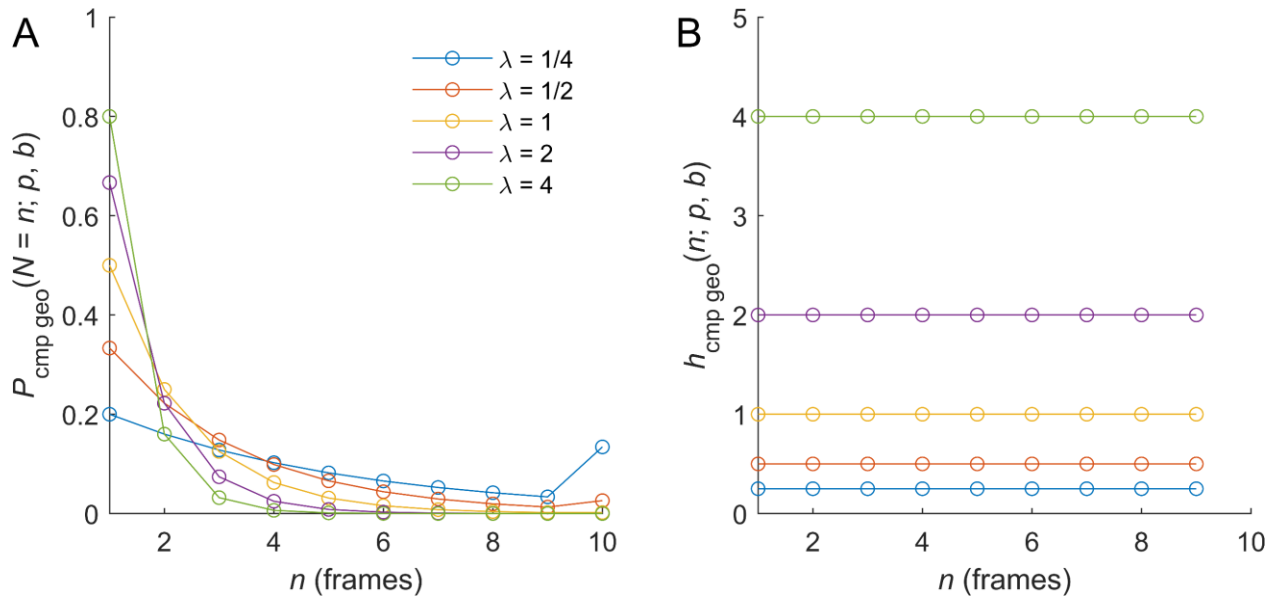 A
P_cmp geo(N = n; p, b)
1
0.8
0.6
0.4
0.2
0
2 4 6 8 10
n (frames)
λ = 1/4
λ = 1/2
λ = 1
λ = 2
λ = 4
B
h_cmp geo(n; p, b)
5
4
3
2
1
0
2 4 6 8 10
n (frames)